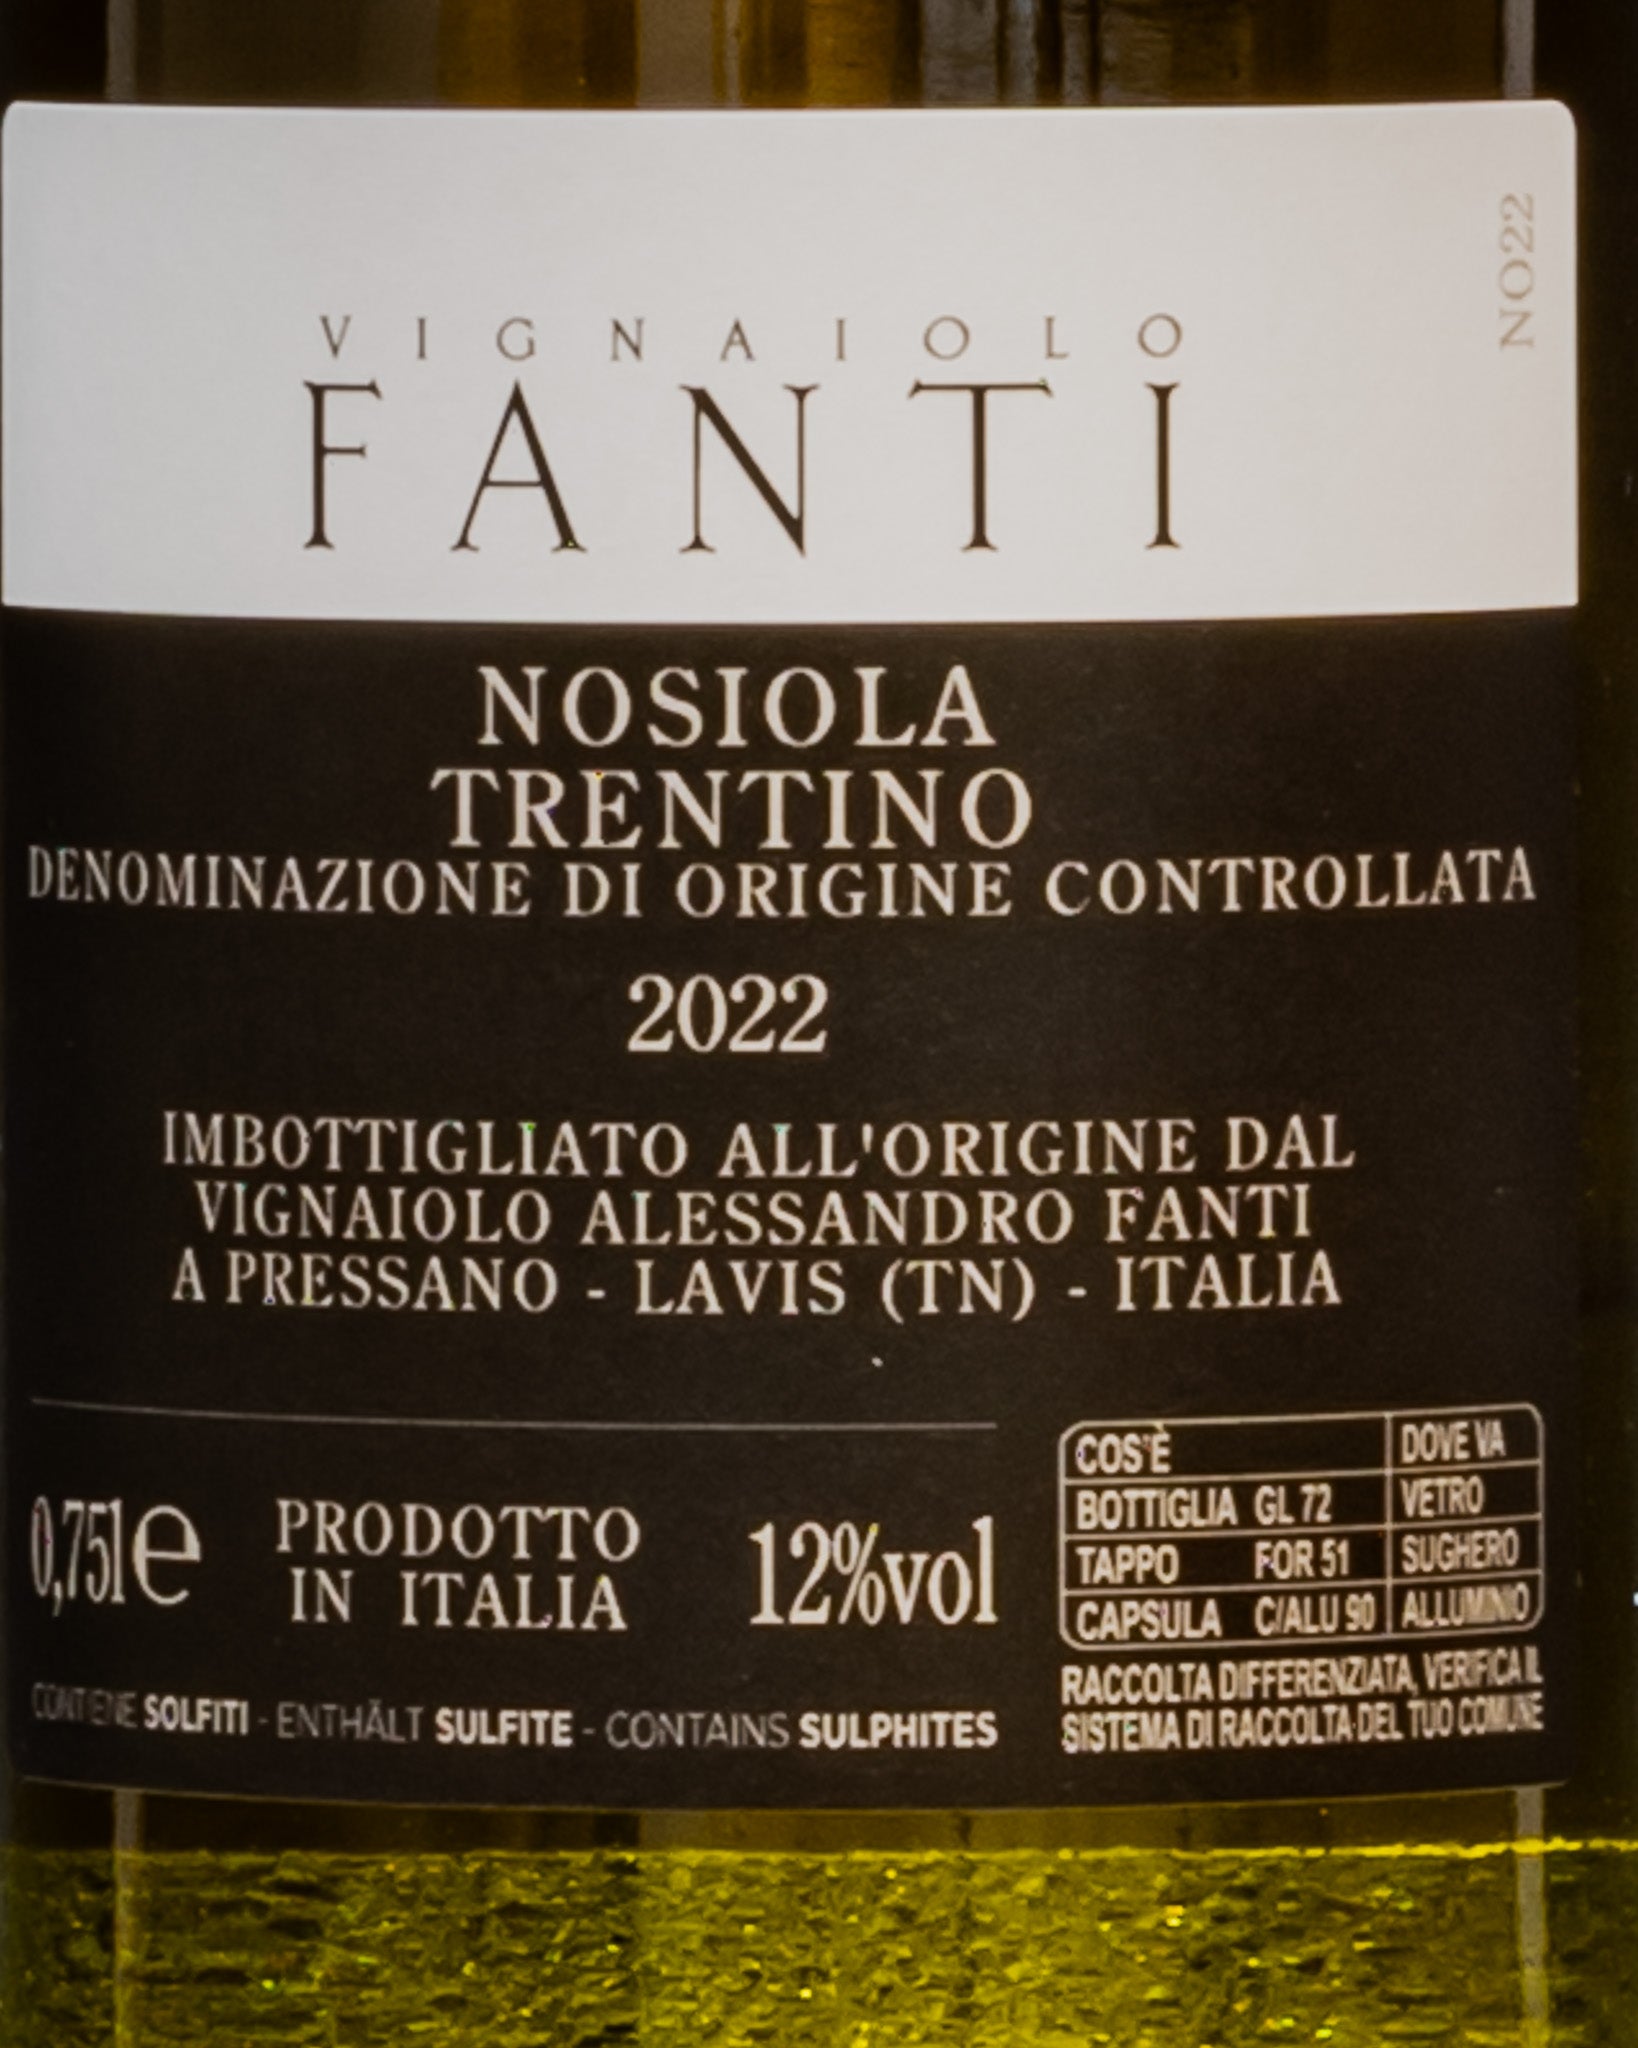 NO22
VIGNAIOLO
FANTI
NOSIOLA
TRENTINO
DENOMINAZIONE DI ORIGINE CONTROLLATA
2022
IMBOTTIGLIATO ALL'ORIGINE DAL
VIGNAIOLO ALESSANDRO FANTI
A PRESSANO - LAVIS (TN) - ITALIA
0,75l e
PRODOTTO
IN ITALIA
12%vol
CONTIENE SOLFITI - ENTHÄLT SULFITE - CONTAINS SULPHITES
COS'È DOVE VA
BOTTIGLIA GL 72 VETRO
TAPPO FOR 51 SUGHERO
CAPSULA C/ALU 90 ALLUMINIO
RACCOLTA DIFFERENZIATA, VERIFICA IL
SISTEMA DI RACCOLTA DEL TUO COMUNE